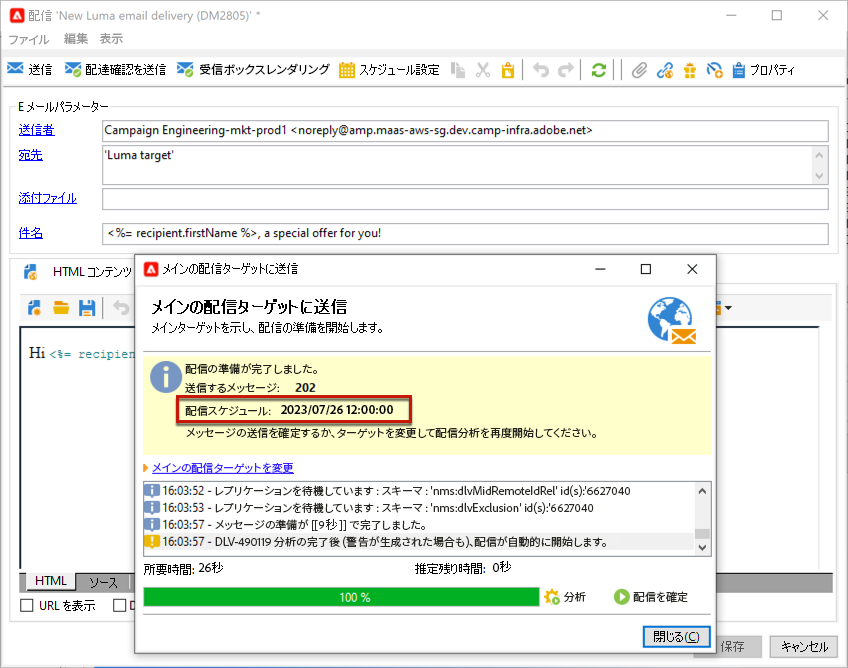 配信 'New Luma email delivery (DM2805)' *
ファイル 編集 表示
送信 配達確認を送信 受信ボックスレンダリング スケジュール設定 プロパティ
Eメールパラメーター
送信者 Campaign Engineering-mkt-prod1 <noreply@amp.maas-aws-sg.dev.camp-infra.adobe.net>
宛先 'Luma target'
添付ファイル
件名 <%= recipient.firstName %>, a special offer for you!
HTML コンテンツ
Hi <%= recipien
メインの配信ターゲットに送信
メインの配信ターゲットに送信
メインターゲットを示し、配信の準備を開始します。
配信の準備が完了しました。
送信するメッセージ: 202
配信スケジュール: 2023/07/26 12:00:00
メッセージの送信を確定するか、ターゲットを変更して配信分析を再度開始してください。
メインの配信ターゲットを変更
16:03:52 - レプリケーションを待機しています : スキーマ : 'nms:dlvMidRemoteIdRel' id(s):'6627040
16:03:53 - レプリケーションを待機しています : スキーマ : 'nms:dlvExclusion' id(s):'6627040
16:03:57 - メッセージの準備が [[9 秒 ]] で完了しました。
16:03:57 - DLV-490119 分析の完了後 (警告が生成された場合も)、配信が自動的に開始します。
所要時間: 26秒 推定残り時間: 0秒
100 % 分析 配信を確定
閉じる(C)
HTML ソース
URL を表示 D
保存 キャンセル